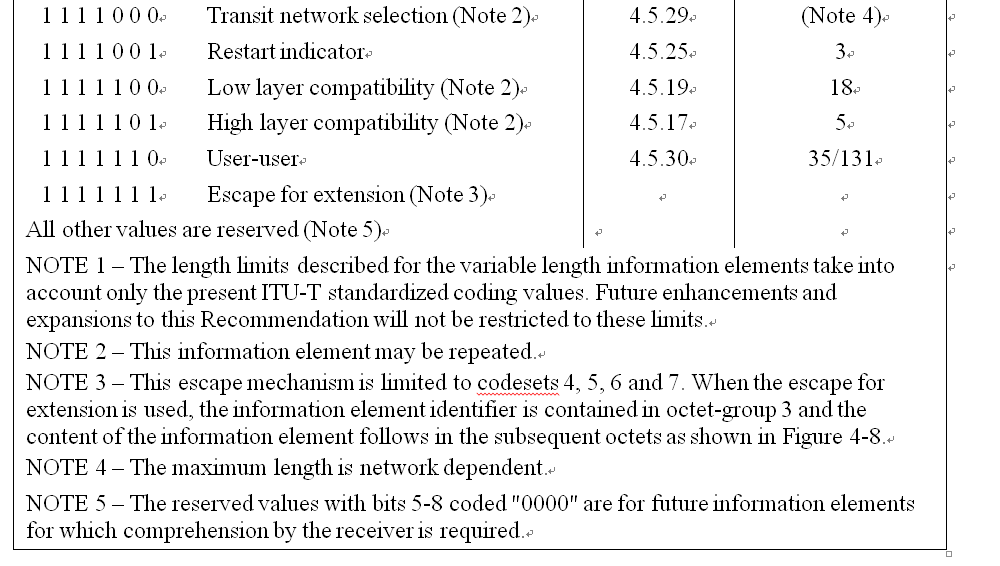 1 1 1 1 0 0 0 Transit network selection (Note 2) 4.5.29 (Note 4)
1 1 1 1 0 0 1 Restart indicator 4.5.25 3
1 1 1 1 1 0 0 Low layer compatibility (Note 2) 4.5.19 18
1 1 1 1 1 0 1 High layer compatibility (Note 2) 4.5.17 5
1 1 1 1 1 1 0 User-user 4.5.30 35/131
1 1 1 1 1 1 1 Escape for extension (Note 3)
All other values are reserved (Note 5)
NOTE 1 – The length limits described for the variable length information elements take into
account only the present ITU-T standardized coding values. Future enhancements and
expansions to this Recommendation will not be restricted to these limits.
NOTE 2 – This information element may be repeated.
NOTE 3 – This escape mechanism is limited to codesets 4, 5, 6 and 7. When the escape for
extension is used, the information element identifier is contained in octet-group 3 and the
content of the information element follows in the subsequent octets as shown in Figure 4-8.
NOTE 4 – The maximum length is network dependent.
NOTE 5 – The reserved values with bits 5-8 coded "0000" are for future information elements
for which comprehension by the receiver is required.